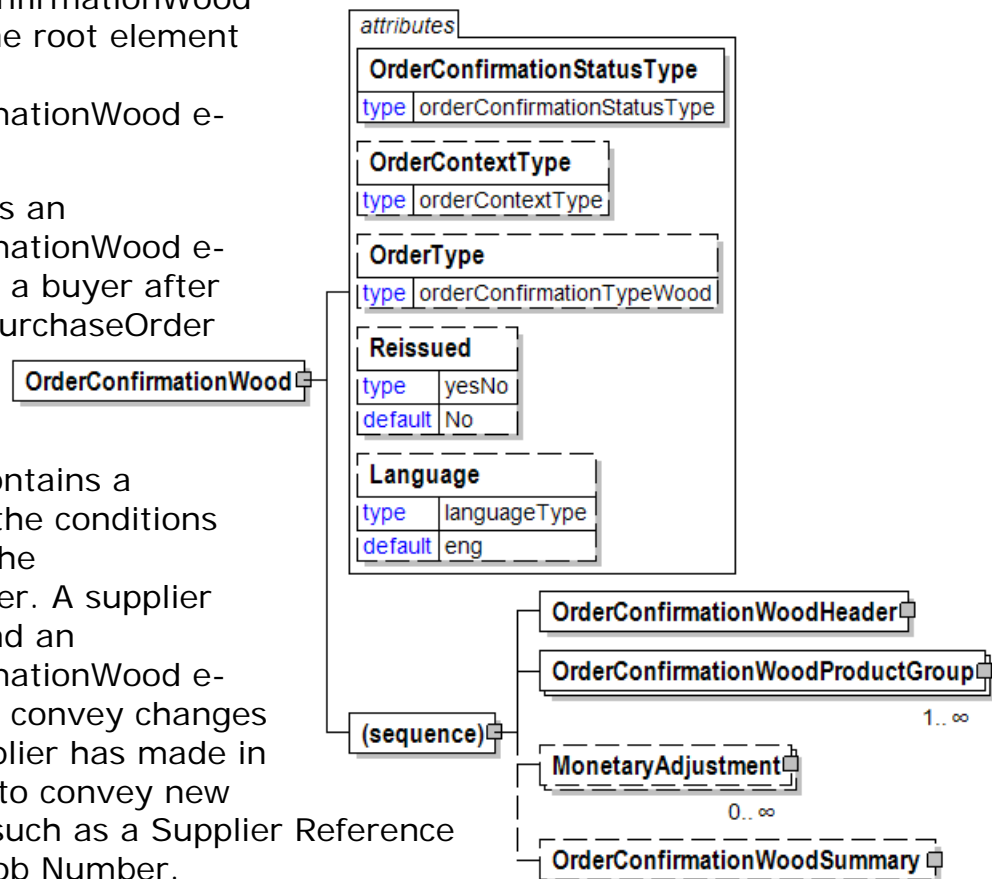 nfirmationWood
ne root element
nationWood e-
s an
nationWood e-
a buyer after
urchaseOrder
ontains a
the conditions
he
er. A supplier
nd an
nationWood e-
convey changes
plier has made in
to convey new
such as a Supplier Reference
ob Number.
OrderConfirmationWood
attributes
OrderConfirmationStatusType
type orderConfirmationStatusType
OrderContextType
type orderContextType
OrderType
type orderConfirmationTypeWood
Reissued
type yesNo
default No
Language
type languageType
default eng
(sequence)
OrderConfirmationWoodHeader
OrderConfirmationWoodProductGroup
1.. ∞
MonetaryAdjustment
0.. ∞
OrderConfirmationWoodSummary